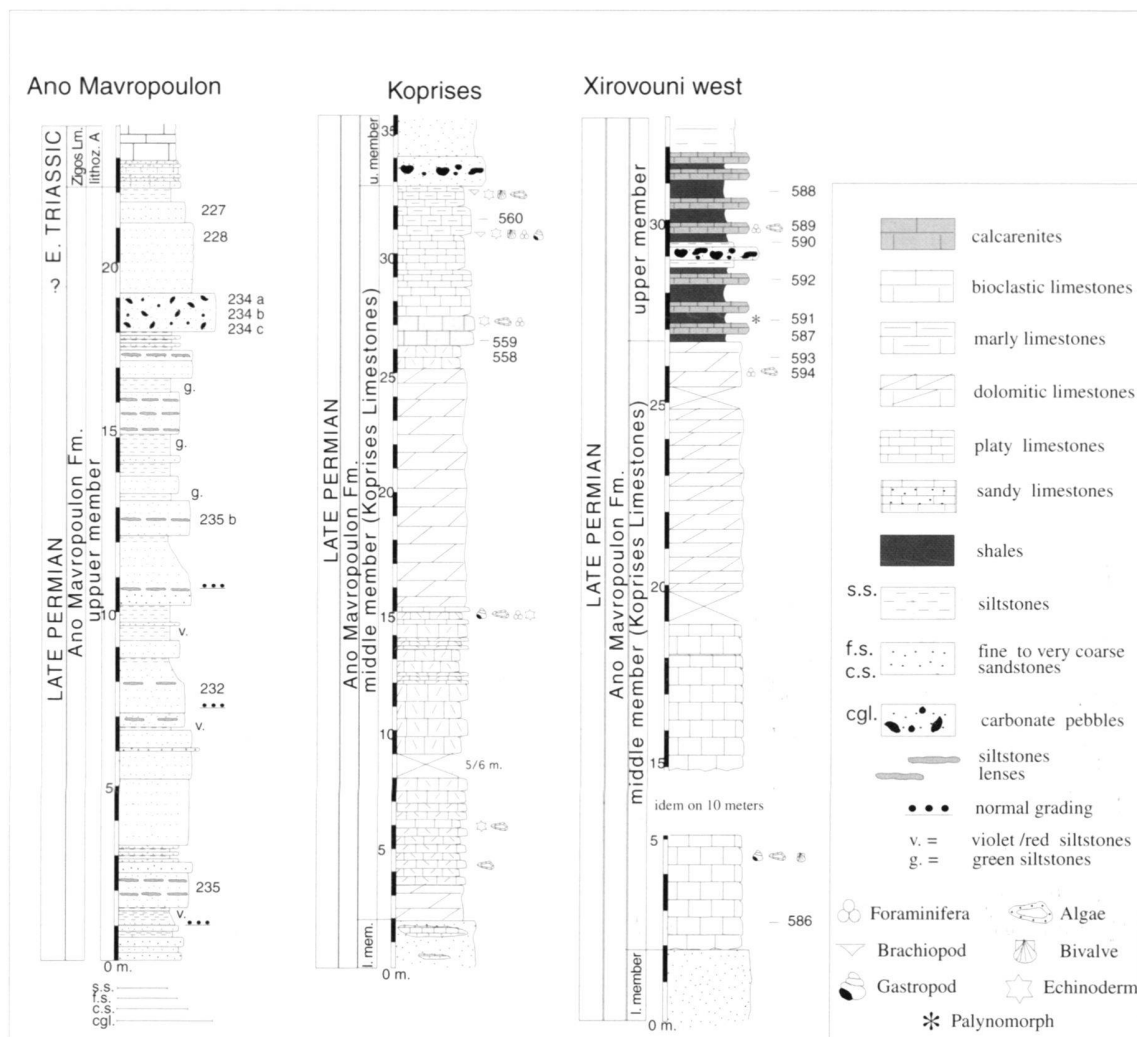 Ano Mavropoulon
? E. TRIASSIC
Zigos Lm.
lithoz. A
LATE PERMIAN
Ano Mavropoulon Fm.
uppuer member
227
228
20
234 a
234 b
234 c
g.
15
g.
g.
235 b
10
v.
232
v.
5
235
v.
0 m.
s.s.
f.s.
c.s.
cgl.
Koprises
LATE PERMIAN
Ano Mavropoulon Fm.
u. member
middle member (Koprises Limestones)
l. mem.
35
560
30
559
558
25
20
15
10
5/6 m.
5
0 m.
Xirovouni west
LATE PERMIAN
Ano Mavropoulon Fm.
upper member
middle member (Koprises Limestones)
l. member
588
30
589
590
592
591
587
593
594
25
20
15
idem on 10 meters
5
586
0 m.
calcarenites
bioclastic limestones
marly limestones
dolomitic limestones
platy limestones
sandy limestones
shales
s.s. siltstones
f.s. fine to very coarse
c.s. sandstones
cgl. carbonate pebbles
siltstones
lenses
normal grading
v. = violet /red siltstones
g. = green siltstones
Foraminifera Algae
Brachiopod Bivalve
Gastropod Echinoderm
Palynomorph